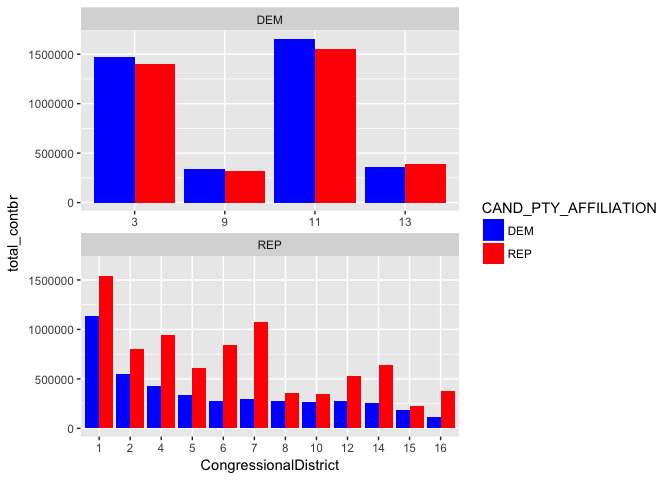 DEM
1500000
1000000
500000
0
3 9 11 13
total_contbr
CAND_PTY_AFFILIATION
DEM
REP
REP
1500000
1000000
500000
0
1 2 4 5 6 7 8 10 12 14 15 16
CongressionalDistrict